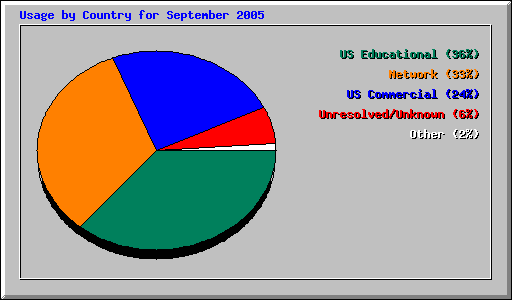 Usage by Country for September 2005
US Educational (36%)
Network (33%)
US Commercial (24%)
Unresolved/Unknown (6%)
Other (2%)